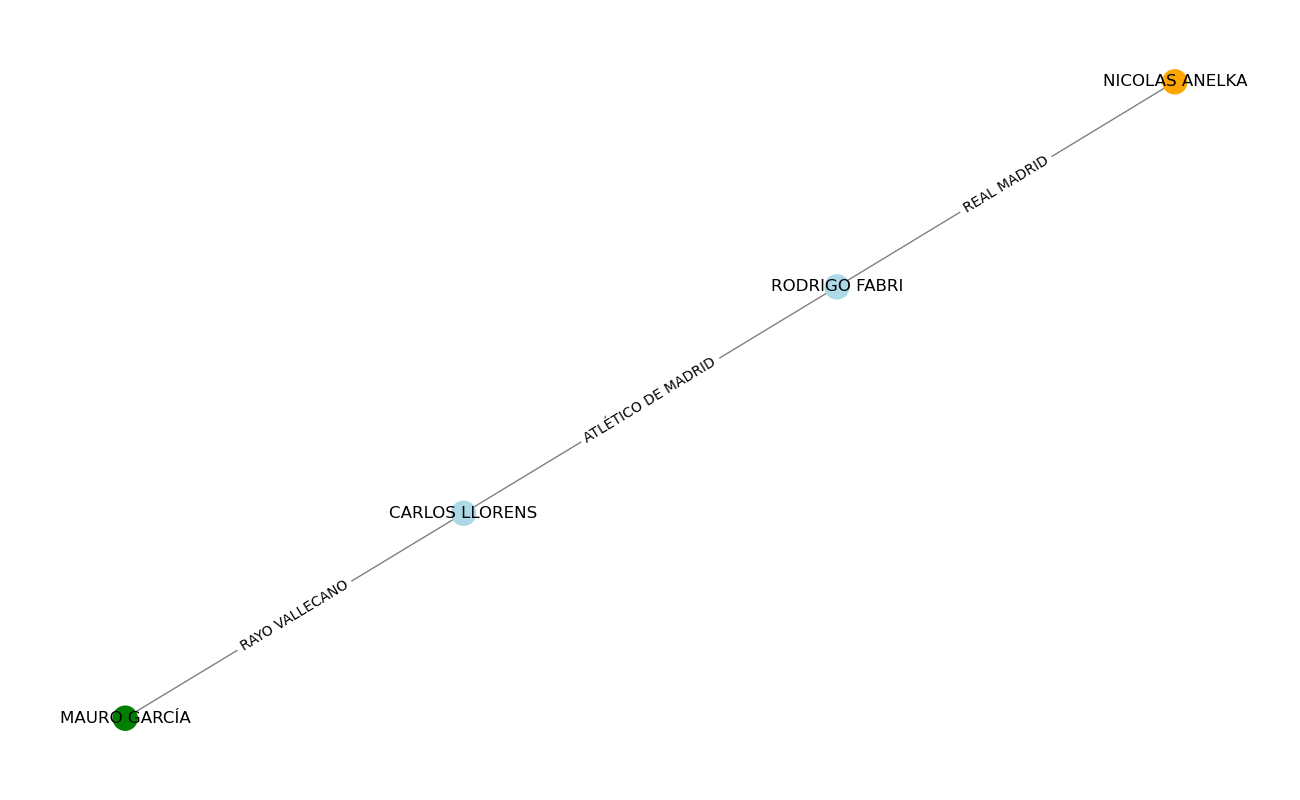 NICOLAS ANELKA
REAL MADRID
RODRIGO FABRI
ATLÉTICO DE MADRID
CARLOS LLORENS
RAYO VALLECANO
MAURO GARCÍA